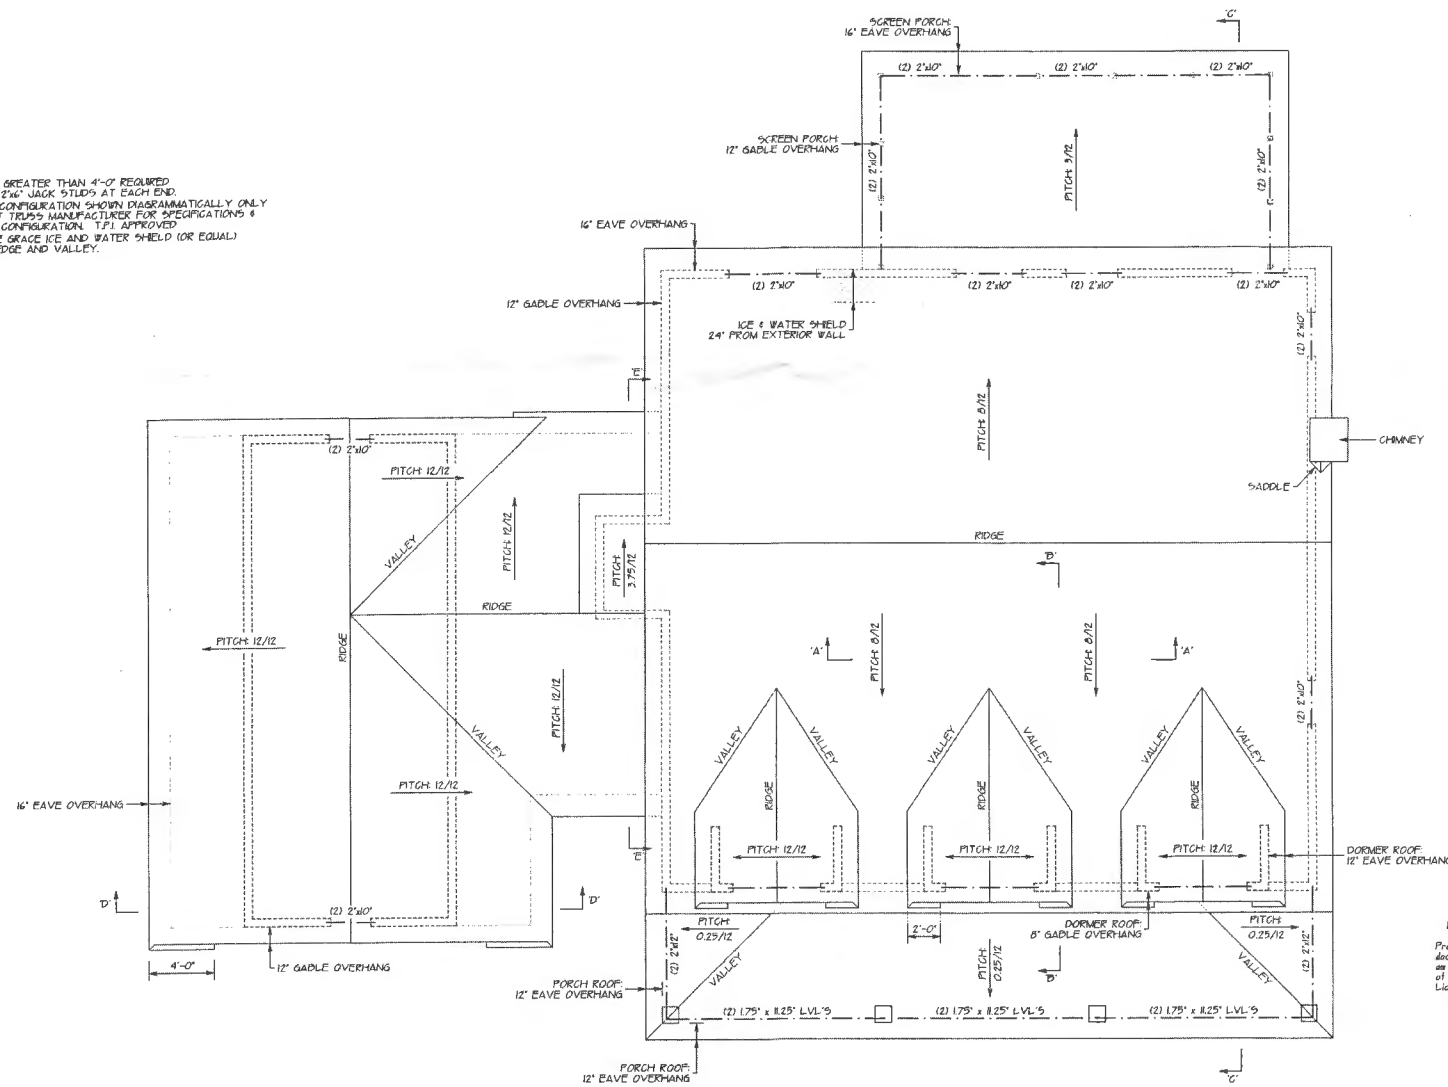 SCREEN PORCH:
16" EAVE OVERHANG
'C'
(2) 2"x10"
(2) 2"x10"
(2) 2"x10"
SCREEN PORCH:
12" GABLE OVERHANG
(2) 2"x10"
PITCH: 3/12
(2) 2"x10"
GREATER THAN 4'-0" REQUIRED
2"x6" JACK STUDS AT EACH END.
CONFIGURATION SHOWN DIAGRAMMATICALLY ONLY
TRUSS MANUFACTURER FOR SPECIFICATIONS &
CONFIGURATION. T.P.I. APPROVED
GRACE ICE AND WATER SHIELD (OR EQUAL)
EDGE AND VALLEY.
16" EAVE OVERHANG
(2) 2"x10"
(2) 2"x10"
(2) 2"x10"
(2) 2"x10"
12" GABLE OVERHANG
ICE & WATER SHIELD
24" FROM EXTERIOR WALL
(2) 2"x10"
'E'
PITCH: 8/12
CHIMNEY
SADDLE
(2) 2"x10"
PITCH: 12/12
VALLEY
PITCH: 12/12
PITCH:
3.75/12
RIDGE
'B'
RIDGE
PITCH: 12/12
RIDGE
'A'
PITCH: 8/12
PITCH: 8/12
'A'
PITCH: 12/12
VALLEY
(2) 2"x10"
VALLEY
VALLEY
VALLEY
VALLEY
VALLEY
VALLEY
RIDGE
RIDGE
RIDGE
PITCH: 12/12
16" EAVE OVERHANG
PITCH: 12/12
PITCH: 12/12
PITCH: 12/12
DORMER ROOF:
12" EAVE OVERHANG
'E'
'D'
'D'
(2) 2"x10"
4'-0"
12" GABLE OVERHANG
PITCH
0.25/12
2'-0"
DORMER ROOF:
8" GABLE OVERHANG
PITCH
0.25/12
(2) 2"x12"
VALLEY
PITCH:
0.25/12
'B'
VALLEY
(2) 2"x12"
PORCH ROOF:
12" EAVE OVERHANG
(2) 1.75" x 11.25" LVL'S
(2) 1.75" x 11.25" LVL'S
(2) 1.75" x 11.25" LVL'S
PORCH ROOF:
12" EAVE OVERHANG
'C'
of